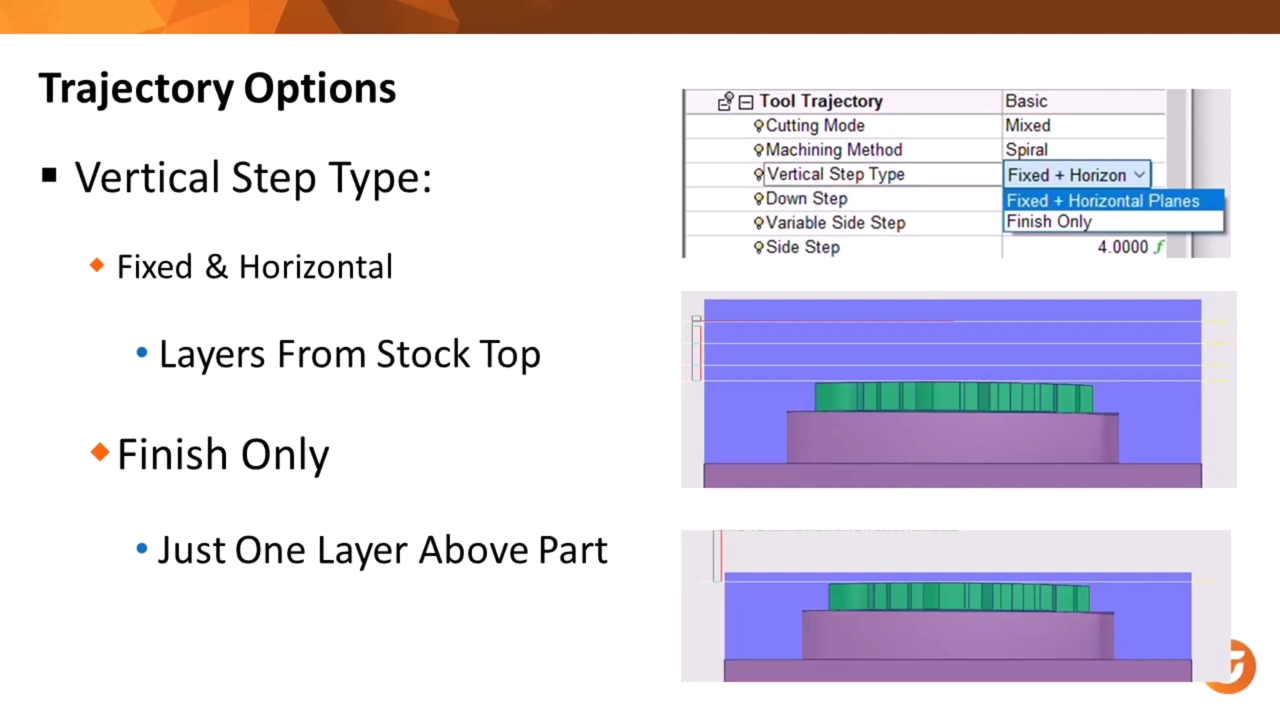 Trajectory Options
Vertical Step Type:
Fixed & Horizontal
Layers From Stock Top
Finish Only
Just One Layer Above Part
Tool Trajectory Basic
Cutting Mode Mixed
Machining Method Spiral
Vertical Step Type Fixed + Horizon
Down Step Fixed + Horizontal Planes
Variable Side Step Finish Only
Side Step 4.0000 f